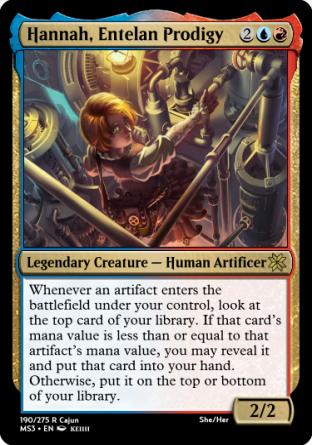 Hannah, Entelan Prodigy 2
Legendary Creature — Human Artificer
Whenever an artifact enters the
battlefield under your control, look at
the top card of your library. If that card's
mana value is less than or equal to that
artifact's mana value, you may reveal it
and put that card into your hand.
Otherwise, put it on the top or bottom
of your library.
2/2
190/275 R Cajun She/Her
MS3 • EN KEIIII